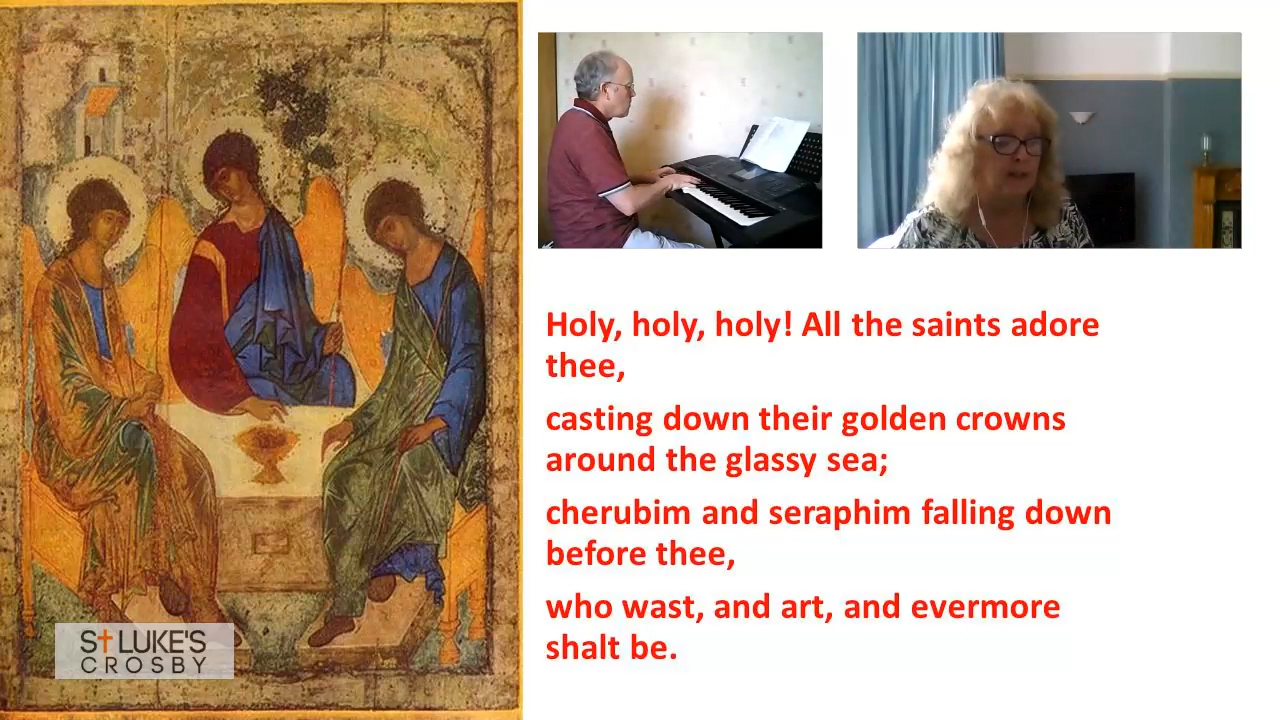 Holy, holy, holy! All the saints adore
thee,
casting down their golden crowns
around the glassy sea;
cherubim and seraphim falling down
before thee,
who wast, and art, and evermore
shalt be.
ST LUKE'S
CROSBY